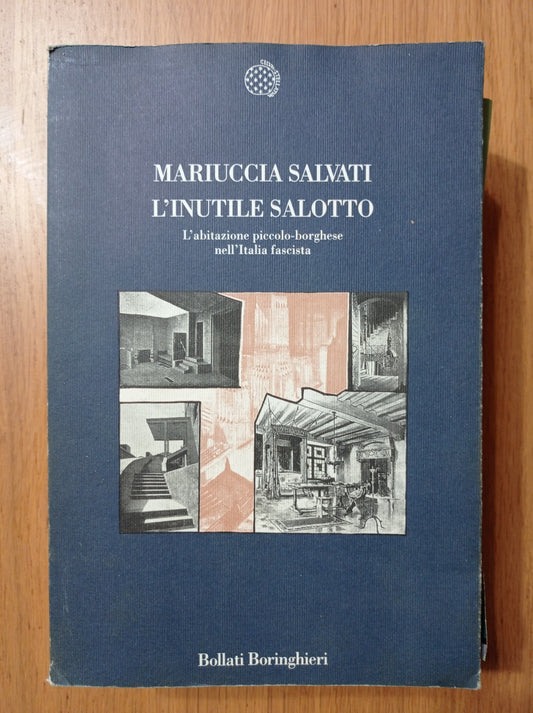 MARIUCCIA SALVATI
L'INUTILE SALOTTO
L'abitazione piccolo-borghese
nell'Italia fascista
Bollati Boringhieri